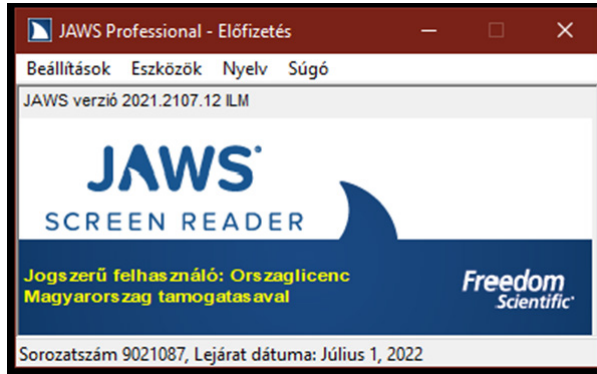 JAWS Professional - Előfizetés
Beállítások Eszközök Nyelv Súgó
JAWS verzió 2021.2107.12 ILM
JAWS
SCREEN READER
Jogszerű felhasználó: Orszaglicenc
Magyarorszag tamogatasaval
Freedom
Scientific
Sorozatszám 9021087, Lejárat dátuma: Július 1, 2022